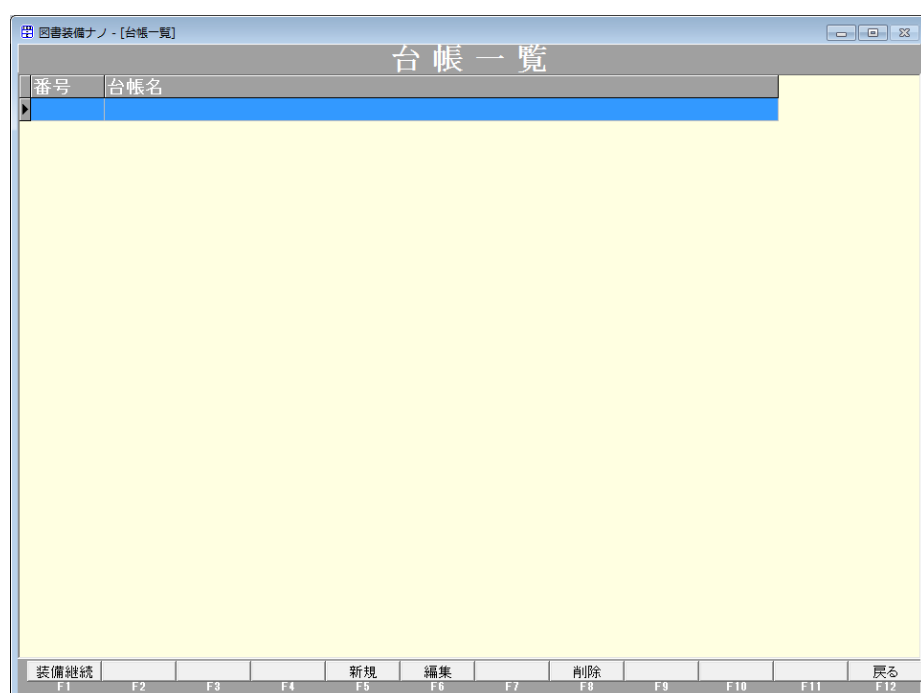 図書装備ナノ - [台帳一覧]
台帳一覧
番号 台帳名
装備継続 新規 編集 削除 戻る
F1 F2 F3 F4 F5 F6 F7 F8 F9 F10 F11 F12